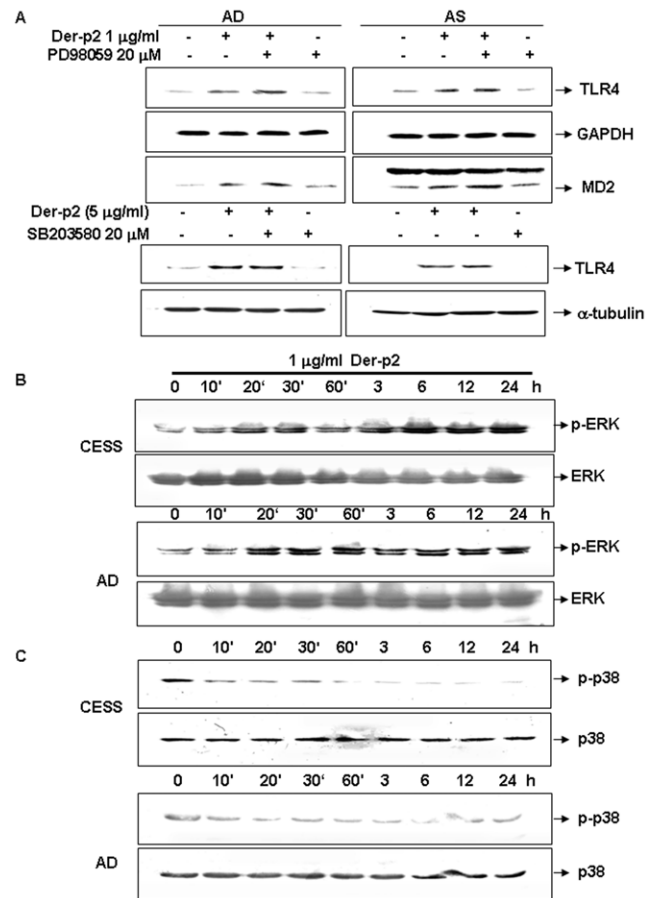 A AD AS
Der-p2 1 μg/ml - + + - - + + -
PD98059 20 μM - - + + - - + +
TLR4
GAPDH
MD2
Der-p2 (5 μg/ml) - + + - - + + -
SB203580 20 μM - - + + - - + +
TLR4
α-tubulin
1 μg/ml Der-p2
B 0 10' 20' 30' 60' 3 6 12 24 h
p-ERK
CESS
ERK
0 10' 20' 30' 60' 3 6 12 24 h
p-ERK
AD
ERK
C 0 10' 20' 30' 60' 3 6 12 24 h
p-p38
CESS
p38
0 10' 20' 30' 60' 3 6 12 24 h
p-p38
AD
p38